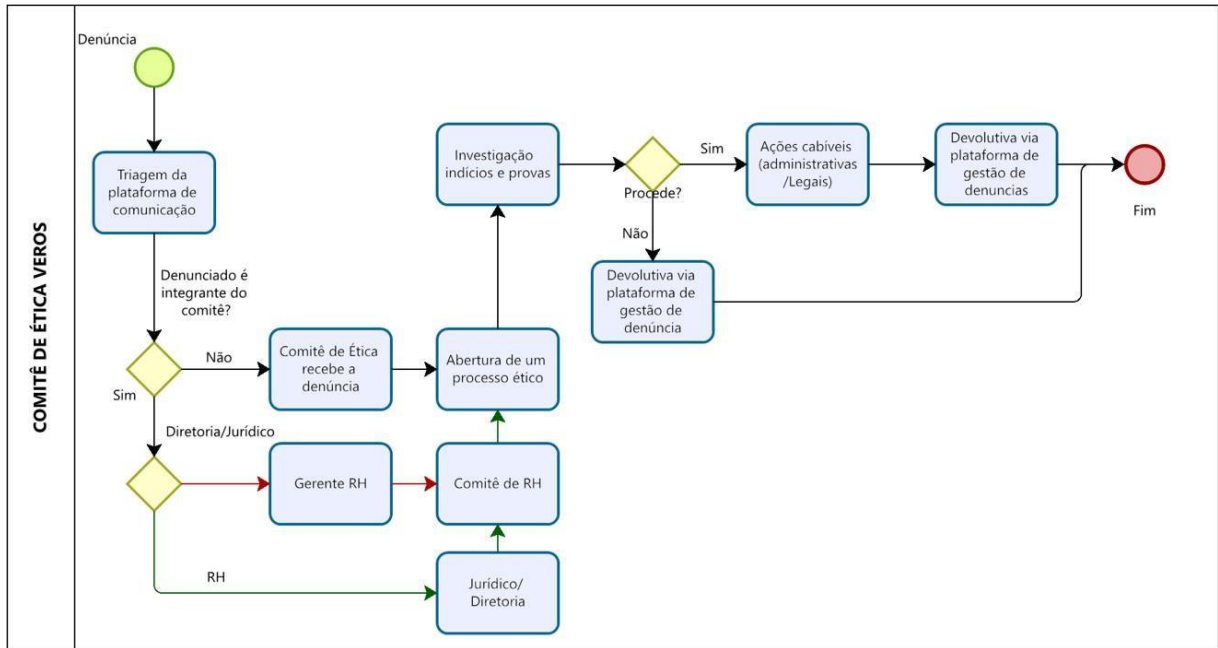 COMITÊ DE ÉTICA VEROS
Denúncia
Triagem da
plataforma de
comunicação
Denunciado é
integrante do
comitê?
Não
Sim
Comitê de Ética
recebe a
denúncia
Abertura de um
processo ético
Diretoria/Jurídico
Gerente RH
Comitê de RH
RH
Jurídico/
Diretoria
Investigação
indícios e provas
Procede?
Sim
Ações cabíveis
(administrativas
/Legais)
Devolutiva via
plataforma de
gestão de
denuncias
Não
Devolutiva via
plataforma de
gestão de
denúncia
Fim